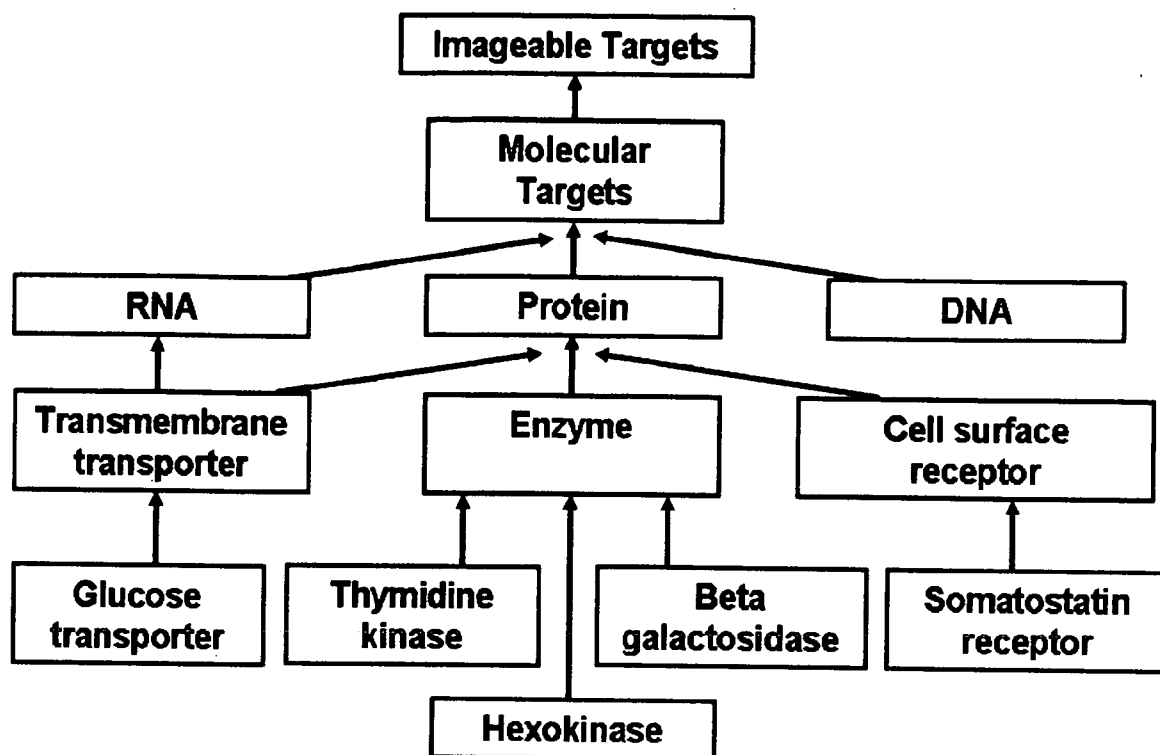 Imageable Targets
Molecular
Targets
RNA
Protein
DNA
Transmembrane
transporter
Enzyme
Cell surface
receptor
Glucose
transporter
Thymidine
kinase
Beta
galactosidase
Somatostatin
receptor
Hexokinase